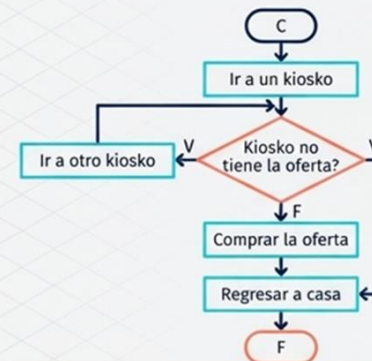 C
Ir a un kiosko
V
Kiosko no
tiene la oferta?
Ir a otro kiosko
F
Comprar la oferta
Regresar a casa
F